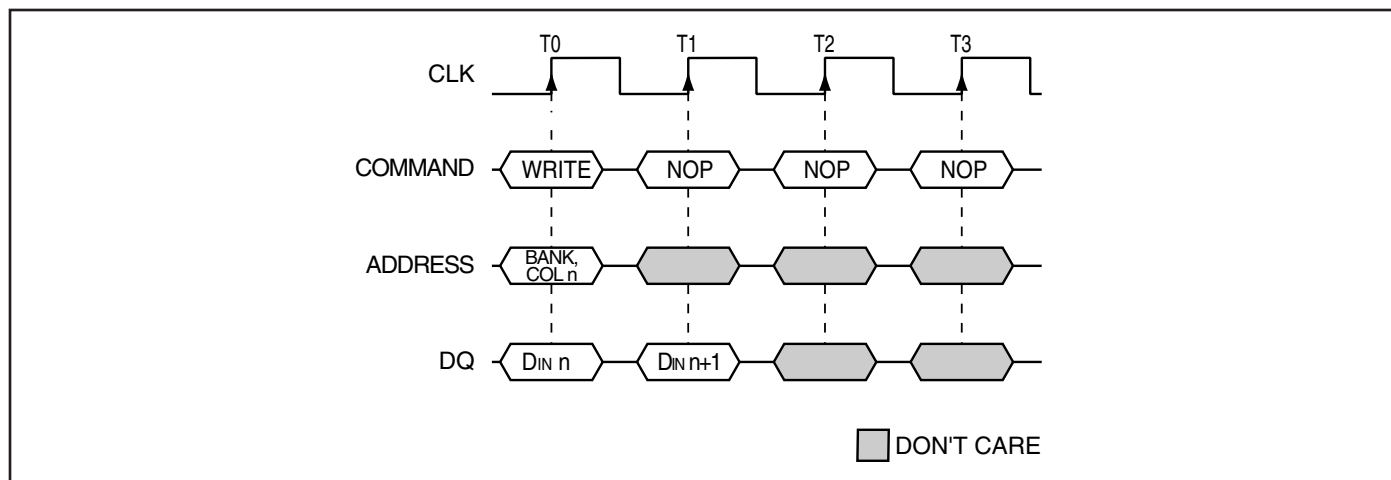 T0 T1 T2 T3
CLK
COMMAND WRITE NOP NOP NOP
ADDRESS BANK,
COL n
DQ DIN n DIN n+1
DON'T CARE